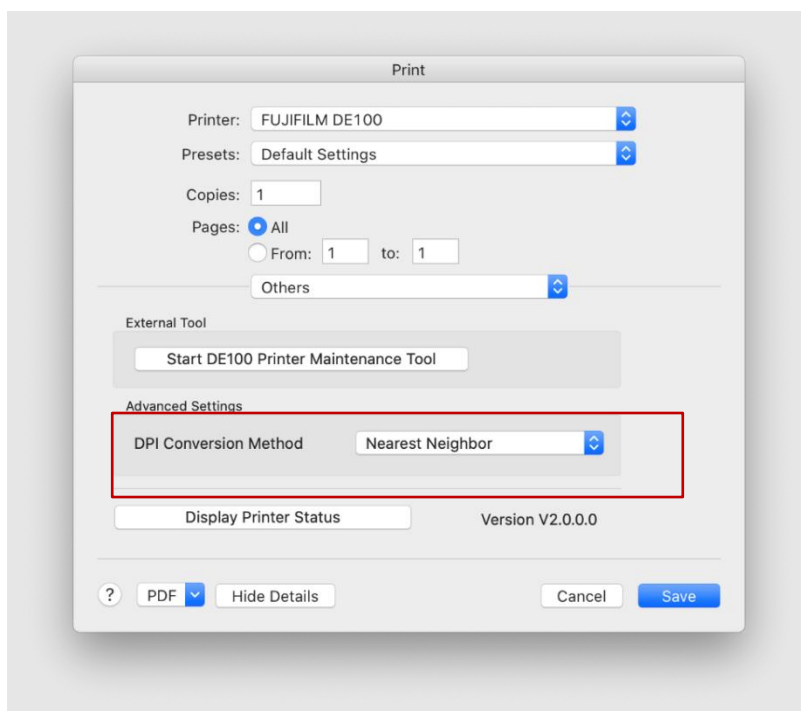 Print
Printer: FUJIFILM DE100
Presets: Default Settings
Copies: 1
Pages: All
From: 1 to: 1
Others
External Tool
Start DE100 Printer Maintenance Tool
Advanced Settings
DPI Conversion Method Nearest Neighbor
Display Printer Status Version V2.0.0.0
? PDF Hide Details Cancel Save